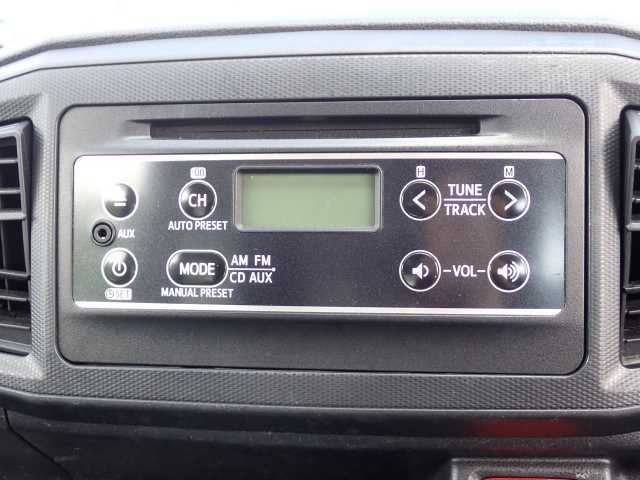 H
M
CH
TUNE
TRACK
AUTO PRESET
AUX
MODE
AM FM
CD AUX
VOL
MANUAL PRESET